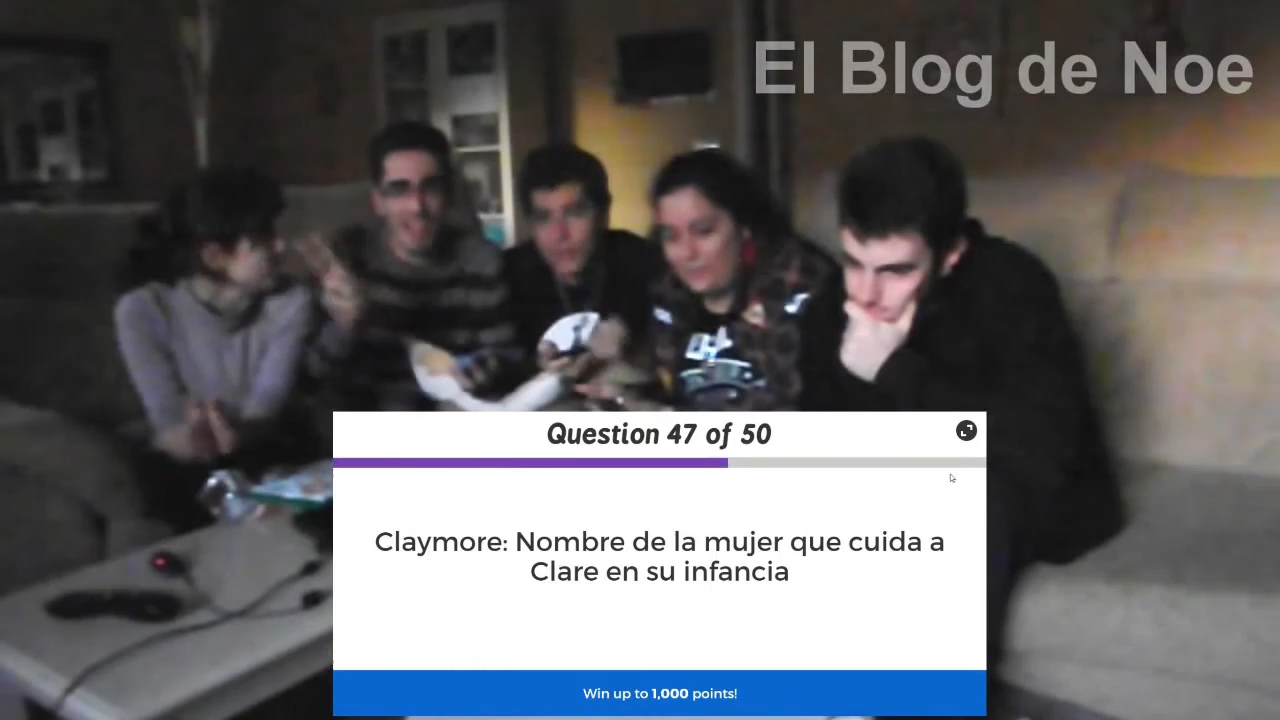 El Blog de Noe
Question 47 of 50
Claymore: Nombre de la mujer que cuida a
Clare en su infancia
Win up to 1,000 points!